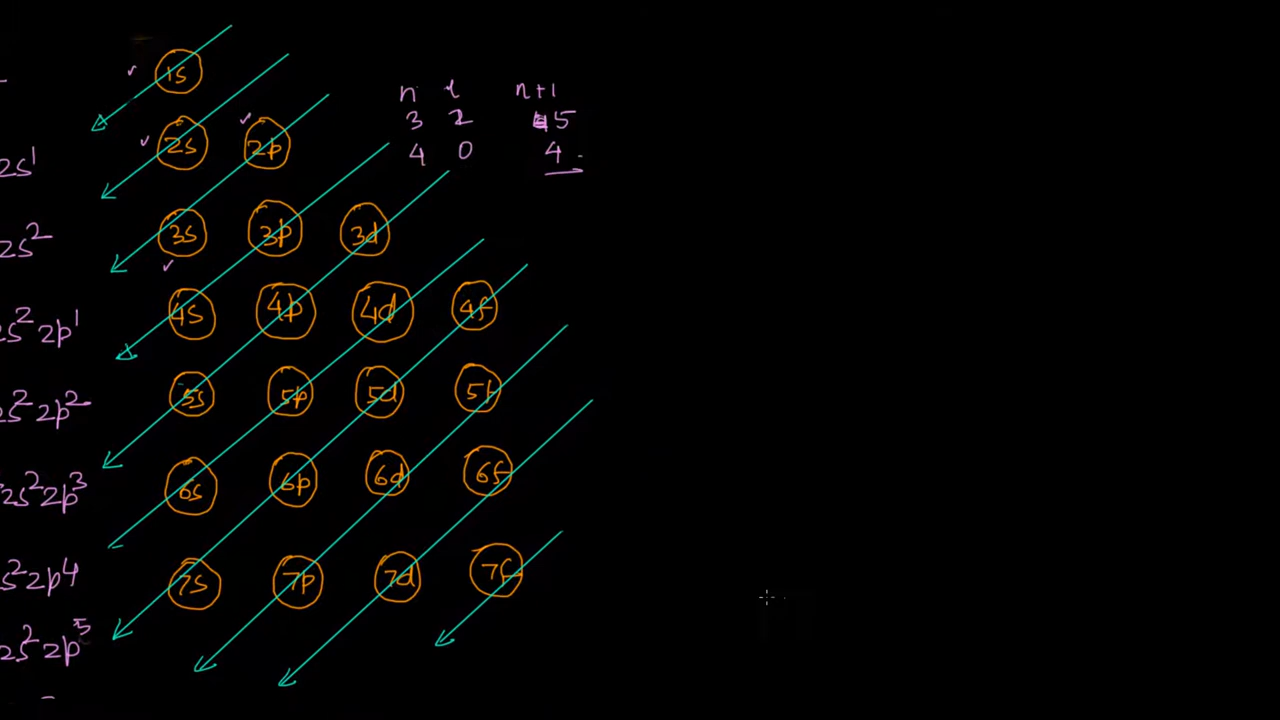 1s
n l n+1
2s 2p
3 2 5
4 0 4
2s¹
3s 3p 3d
2s²
4s 4p 4d 4f
2s² 2p¹
5s 5p 5d 5f
2s² 2p²
6s 6p 6d 6f
2s² 2p³
s² 2p⁴
7s 7p 7d 7f
2s² 2p⁵